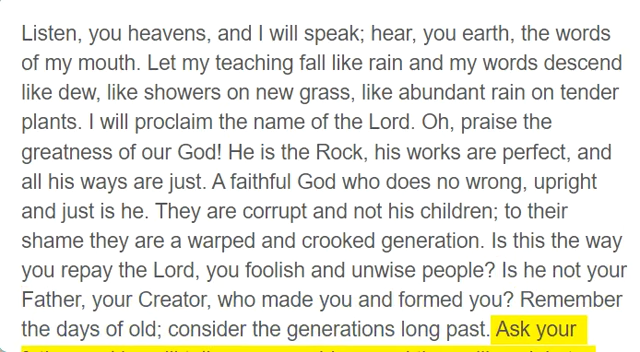 Listen, you heavens, and I will speak; hear, you earth, the words
of my mouth. Let my teaching fall like rain and my words descend
like dew, like showers on new grass, like abundant rain on tender
plants. I will proclaim the name of the Lord. Oh, praise the
greatness of our God! He is the Rock, his works are perfect, and
all his ways are just. A faithful God who does no wrong, upright
and just is he. They are corrupt and not his children; to their
shame they are a warped and crooked generation. Is this the way
you repay the Lord, you foolish and unwise people? Is he not your
Father, your Creator, who made you and formed you? Remember
the days of old; consider the generations long past. Ask your